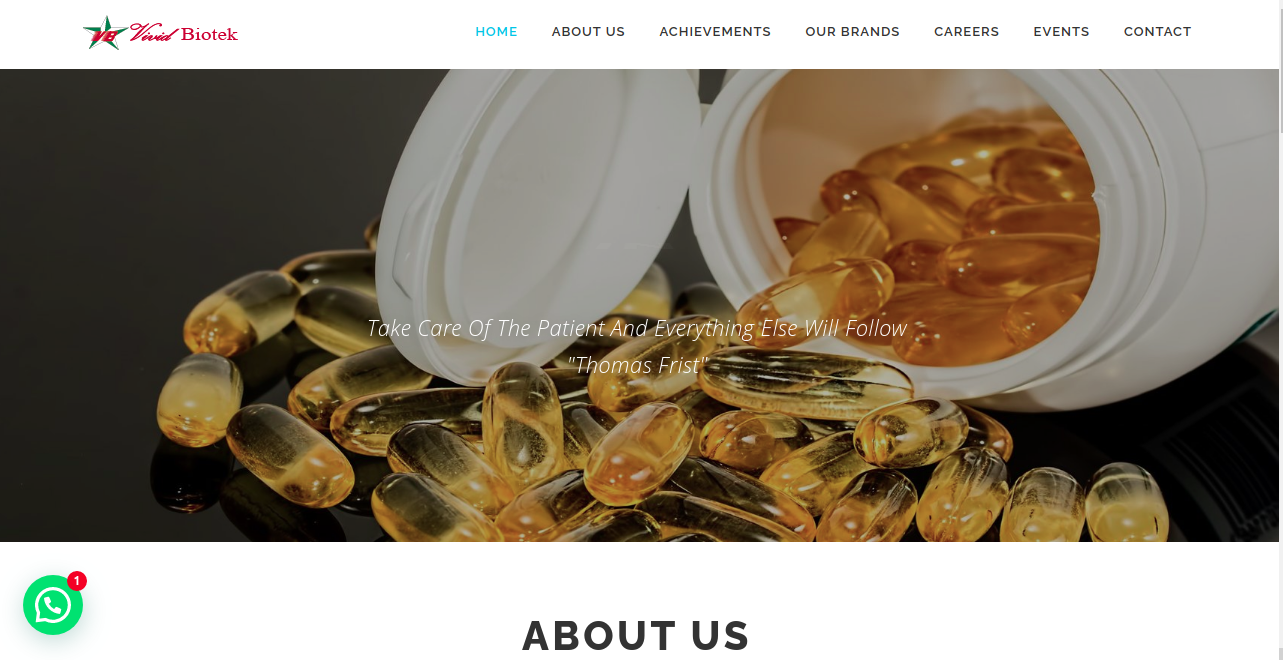 VB Vivid Biotek
HOME ABOUT US ACHIEVEMENTS OUR BRANDS CAREERS EVENTS CONTACT
Take Care Of The Patient And Everything Else Will Follow
"Thomas Frist"
1
ABOUT US